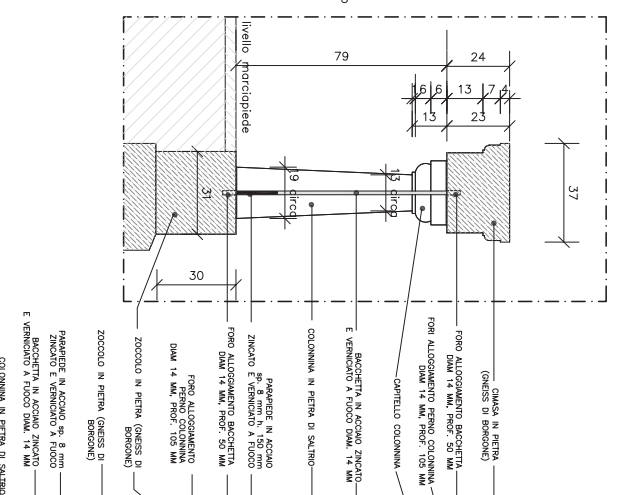 livello marciapiede
79
24
6
6
13
7
4
13
23
37
31
19 circa
13 circa
30
CIMASA IN PIETRA
(GNEISS DI BORGONE)
FORO ALLOGGIAMENTO BACCHETTA
DIAM 14 MM, PROF. 50 MM
FORI ALLOGGIAMENTO PERNO COLONNINA
DIAM 14 MM, PROF. 105 MM
CAPITELLO COLONNINA
BACCHETTA IN ACCIAIO ZINCATO
E VERNICIATO A FUOCO DIAM. 14 MM
COLONNINA IN PIETRA DI SALTRIO
PARAPIEDE IN ACCIAIO
sp. 8 mm h. 150 mm
ZINCATO E VERNICIATO A FUOCO
FORO ALLOGGIAMENTO BACCHETTA
DIAM 14 MM, PROF. 50 MM
FORO ALLOGGIAMENTO
PERNO COLONNINA
DIAM 14 MM, PROF. 105 MM
ZOCCOLO IN PIETRA (GNEISS DI
BORGONE)
ZOCCOLO IN PIETRA (GNEISS DI
BORGONE)
PARAPIEDE IN ACCIAIO sp. 8 mm
ZINCATO E VERNICIATO A FUOCO
BACCHETTA IN ACCIAIO ZINCATO
E VERNICIATO A FUOCO DIAM. 14 MM
COLONNINA IN PIETRA DI SALTRIO